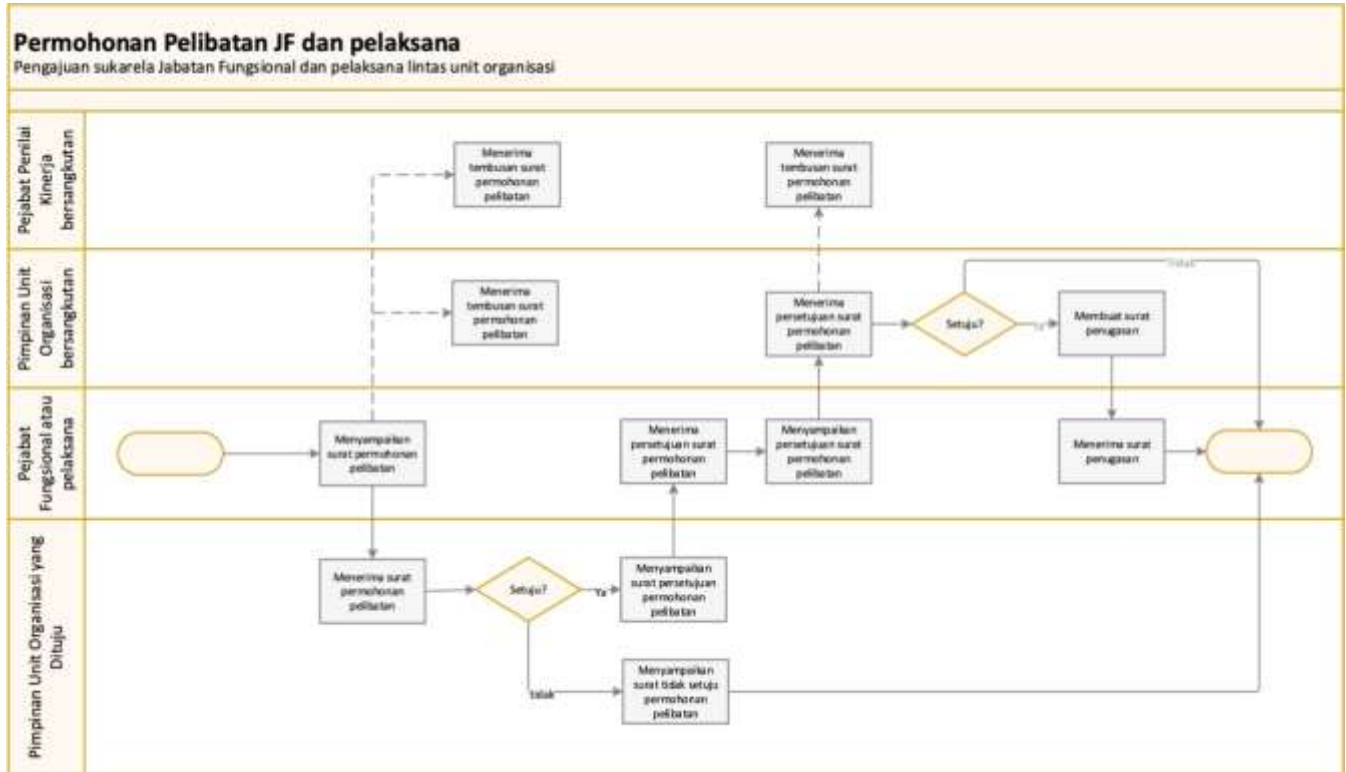 Permohonan Pelibatan JF dan pelaksana
Pengajuan sukarela Jabatan Fungsional dan pelaksana lintas unit organisasi
Pejabat Penilai
Kinerja
bersangkutan
Menerima
tembusan surat
permohonan
pelibatan
Menerima
tembusan surat
permohonan
pelibatan
Pimpinan Unit
Organisasi
bersangkutan
Menerima
tembusan surat
permohonan
pelibatan
Menerima
persetujuan surat
permohonan
pelibatan
Setuju?
Tidak
Ya
Membuat surat
penugasan
Pejabat
Fungsional atau
pelaksana
Menyampaikan
surat permohonan
pelibatan
Menerima
persetujuan surat
permohonan
pelibatan
Menyampaikan
persetujuan surat
permohonan
pelibatan
Menerima surat
penugasan
Pimpinan Unit Organisasi yang
Dituju
Menerima surat
permohonan
pelibatan
Setuju?
Ya
Menyampaikan
surat persetujuan
permohonan
pelibatan
tidak
Menyampaikan
surat tidak setuju
permohonan
pelibatan